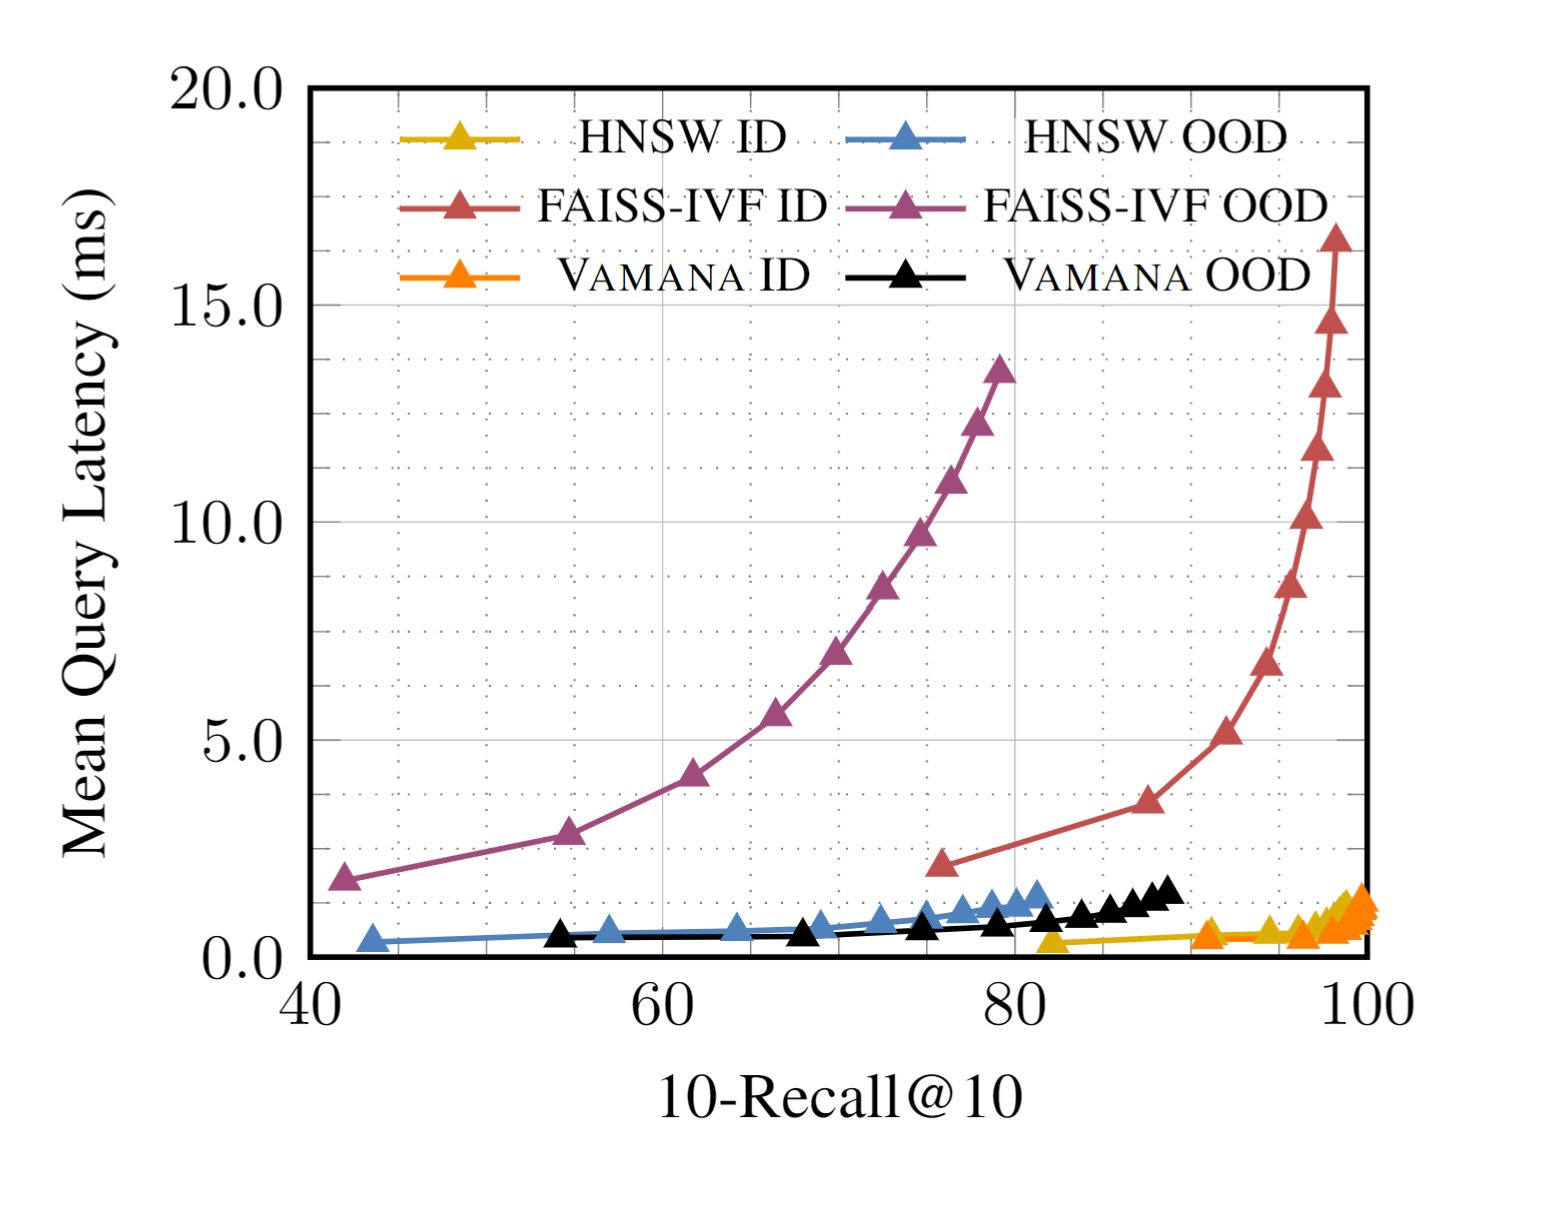 20.0
HNSW ID HNSW OOD
FAISS-IVF ID FAISS-IVF OOD
VAMANA ID VAMANA OOD
15.0
10.0
5.0
0.0
Mean Query Latency (ms)
40 60 80 100
10-Recall@10